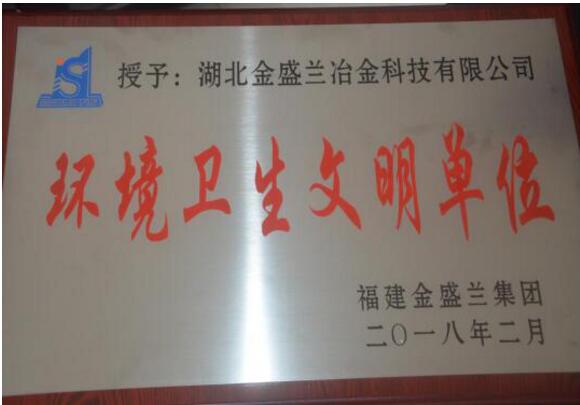 授予：湖北金盛兰冶金科技有限公司
环境卫生文明单位
福建金盛兰集团
二〇一八年二月